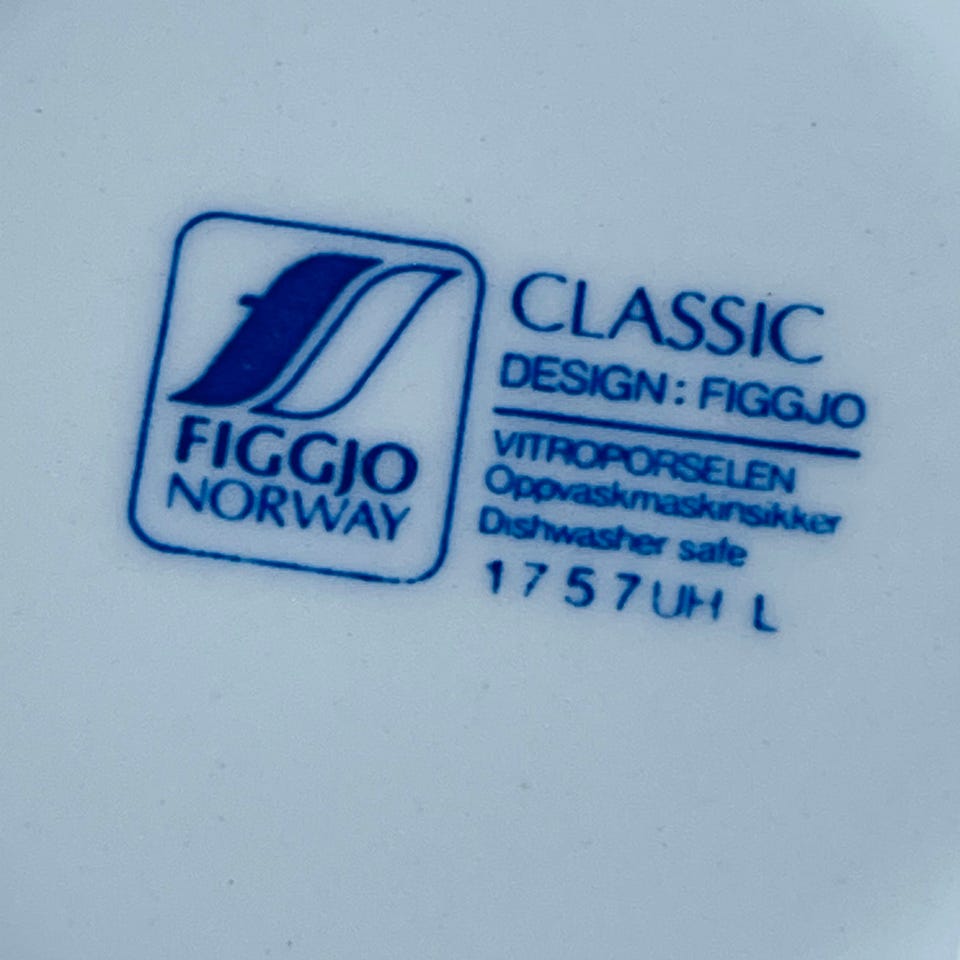 FIGGJO
NORWAY
CLASSIC
DESIGN: FIGGJO
VITROPORSELEN
Oppvaskmaskinsikker
Dishwasher safe
1757UH L